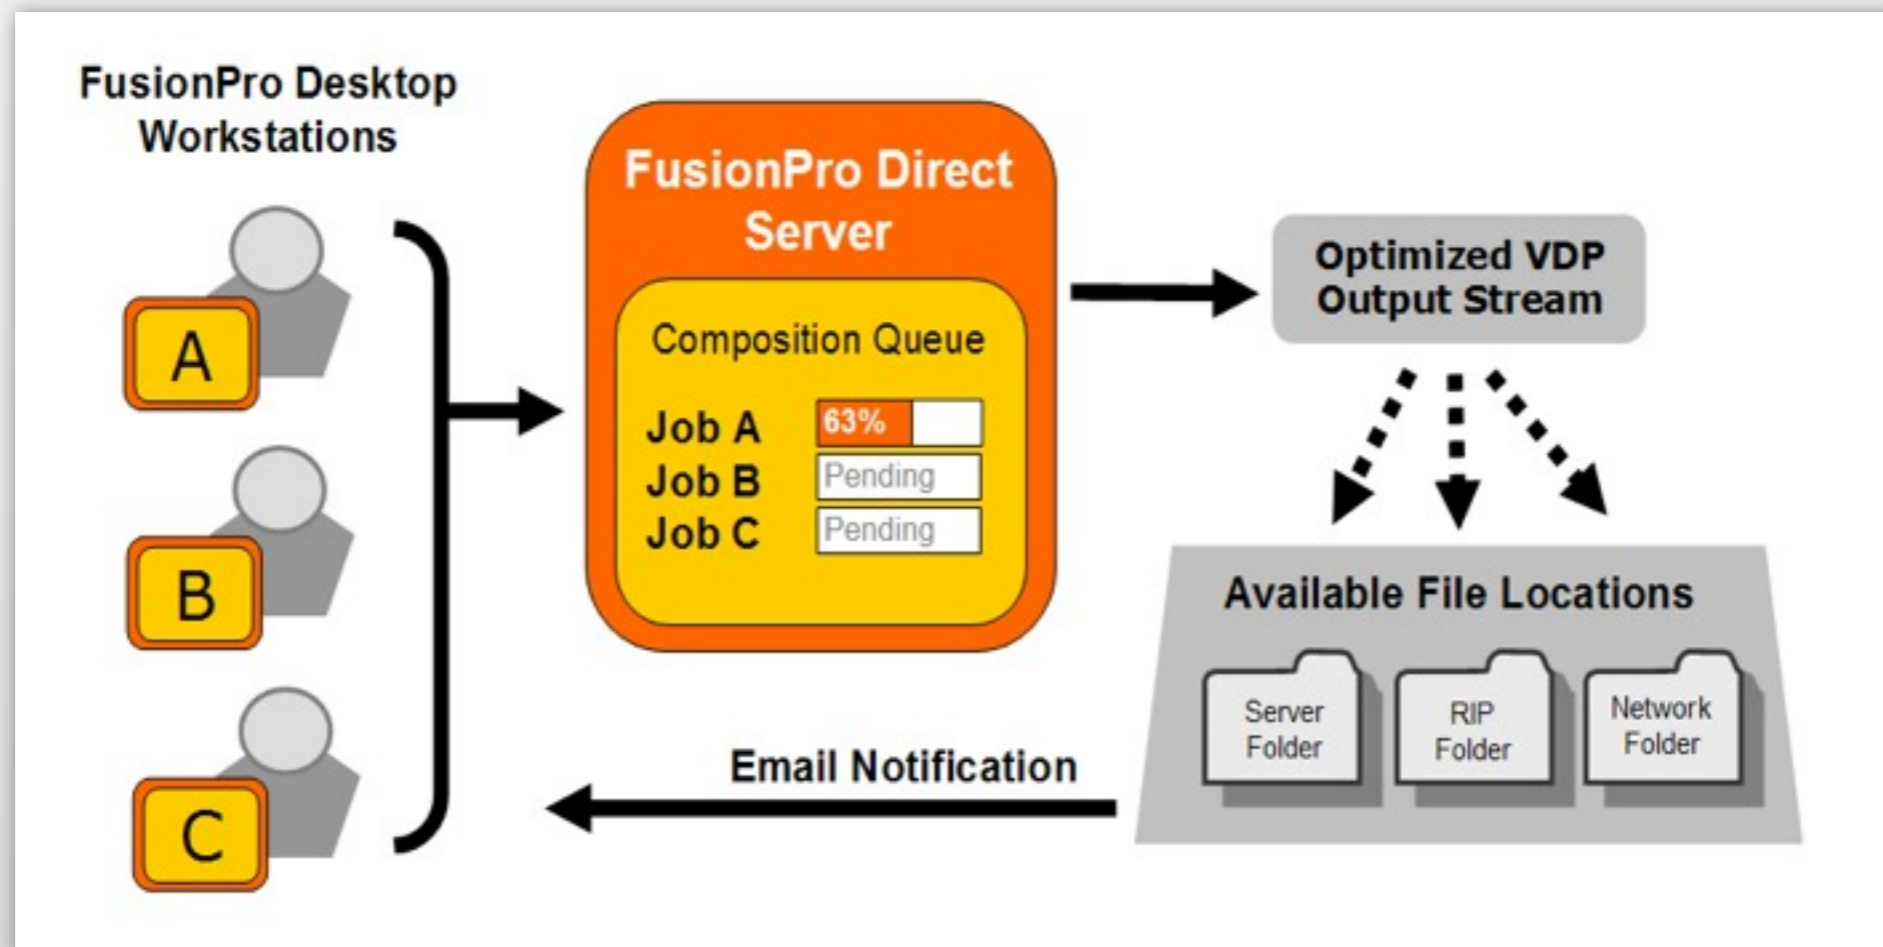 FusionPro Desktop
Workstations
A
B
C
FusionPro Direct
Server
Composition Queue
Job A 63%
Job B Pending
Job C Pending
Optimized VDP
Output Stream
Available File Locations
Server
Folder
RIP
Folder
Network
Folder
Email Notification